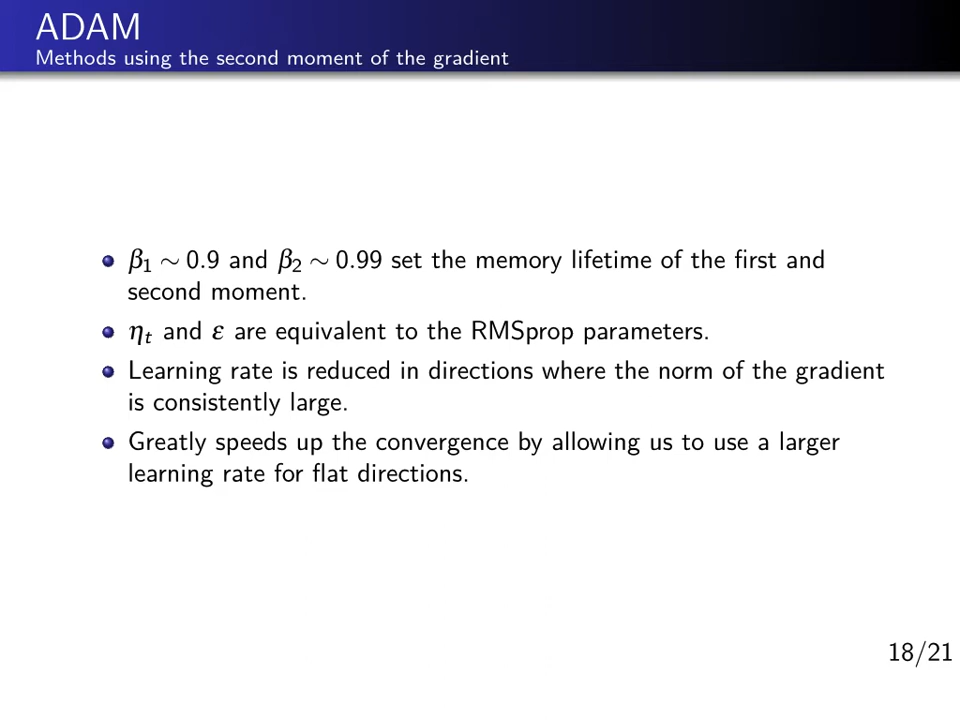 ADAM
Methods using the second moment of the gradient
β₁ ∼ 0.9 and β₂ ∼ 0.99 set the memory lifetime of the first and
second moment.
ηₜ and ε are equivalent to the RMSprop parameters.
Learning rate is reduced in directions where the norm of the gradient
is consistently large.
Greatly speeds up the convergence by allowing us to use a larger
learning rate for flat directions.
18/21